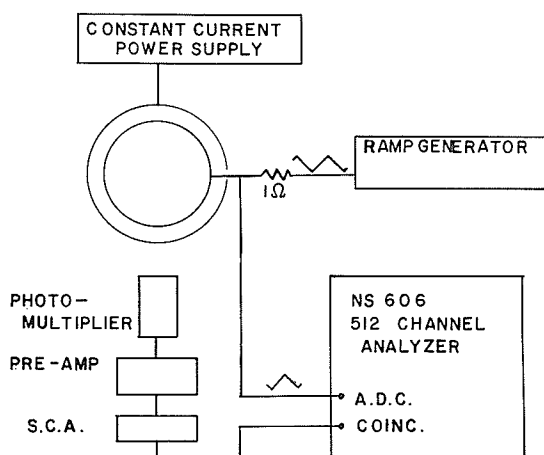 CONSTANT CURRENT
POWER SUPPLY
RAMP GENERATOR
1Ω
PHOTO-
MULTIPLIER
PRE-AMP
S.C.A.
NS 606
512 CHANNEL
ANALYZER
A.D.C.
COINC.